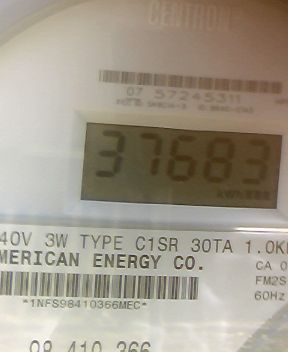 CENTRON
07 57245311
37683
kWh
40V 3W TYPE C1SR 30TA 1.0K
MERICAN ENERGY CO.
CA 0
FM2S
60Hz
*1NFS98410366MEC*
98 410 366